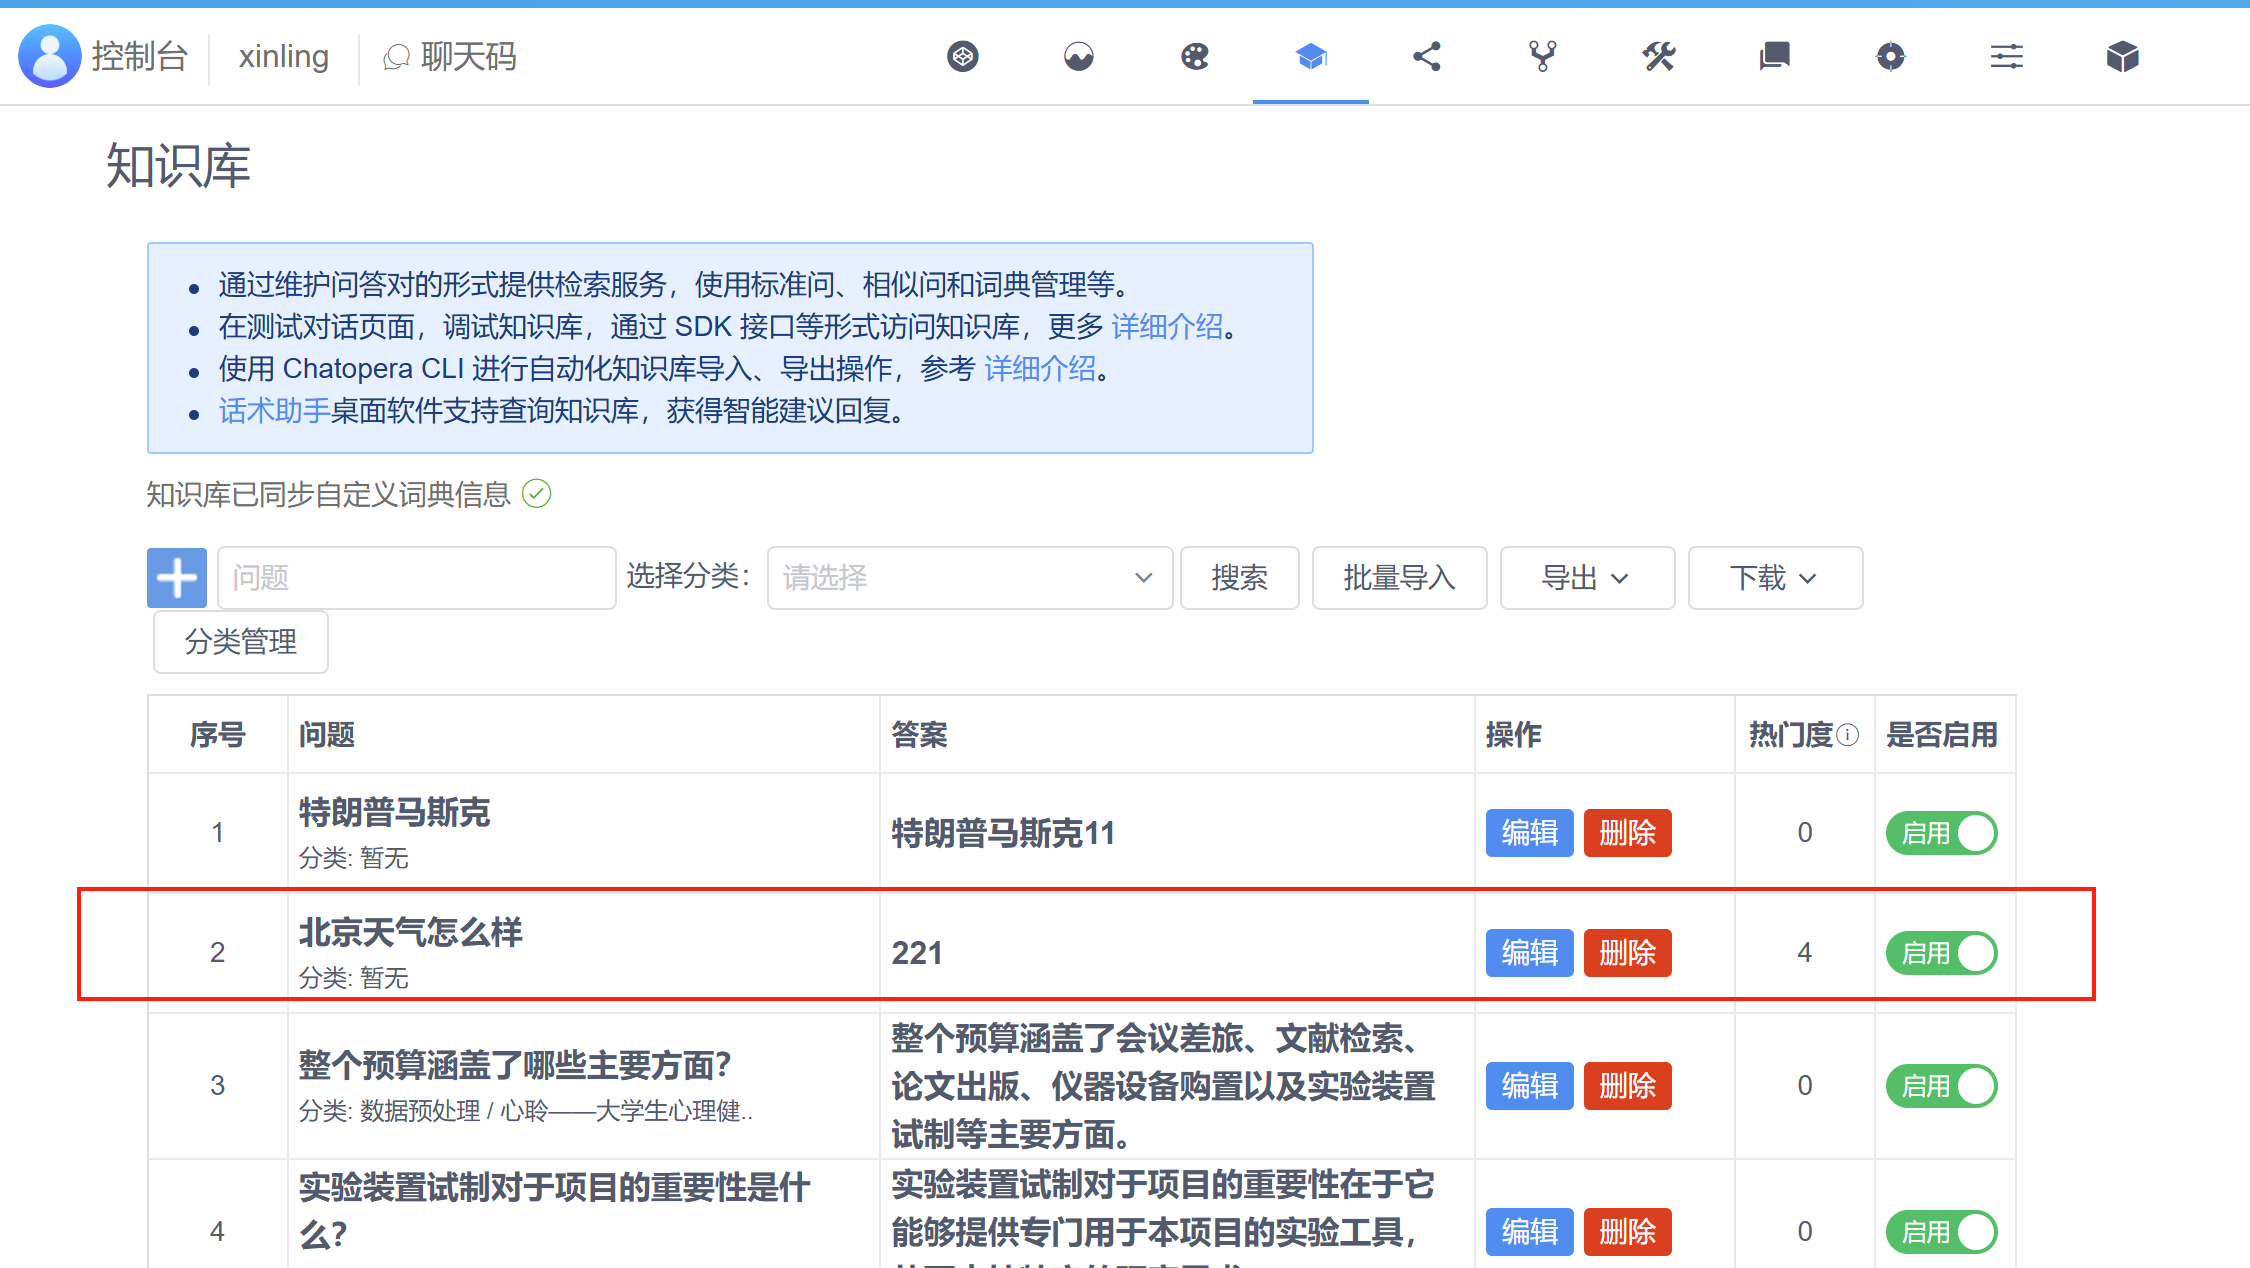 控制台
xinling
聊天码
知识库
通过维护问答对的形式提供检索服务，使用标准问、相似问和词典管理等。
在测试对话页面，调试知识库，通过 SDK 接口等形式访问知识库，更多 详细介绍。
使用 Chatopera CLI 进行自动化知识库导入、导出操作，参考 详细介绍。
话术助手桌面软件支持查询知识库，获得智能建议回复。
知识库已同步自定义词典信息
问题
选择分类：
请选择
搜索
批量导入
导出
下载
分类管理
序号
问题
答案
操作
热门度
是否启用
1
特朗普马斯克
分类: 暂无
特朗普马斯克11
编辑
删除
0
启用
2
北京天气怎么样
分类: 暂无
221
编辑
删除
4
启用
3
整个预算涵盖了哪些主要方面？
分类: 数据预处理 / 心聆——大学生心理健..
整个预算涵盖了会议差旅、文献检索、
论文出版、仪器设备购置以及实验装置
试制等主要方面。
编辑
删除
0
启用
4
实验装置试制对于项目的重要性是什
么？
实验装置试制对于项目的重要性在于它
能够提供专门用于本项目的实验工具，
编辑
删除
0
启用